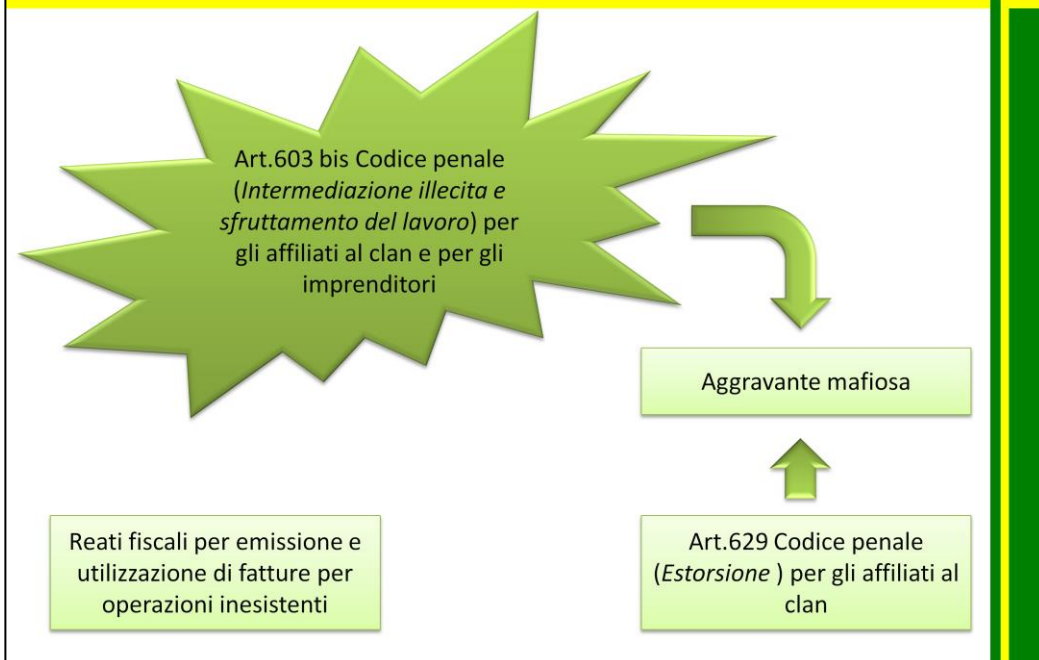 Art.603 bis Codice penale
(Intermediazione illecita e
sfruttamento del lavoro) per
gli affiliati al clan e per gli
imprenditori
Aggravante mafiosa
Reati fiscali per emissione e
utilizzazione di fatture per
operazioni inesistenti
Art.629 Codice penale
(Estorsione ) per gli affiliati al
clan